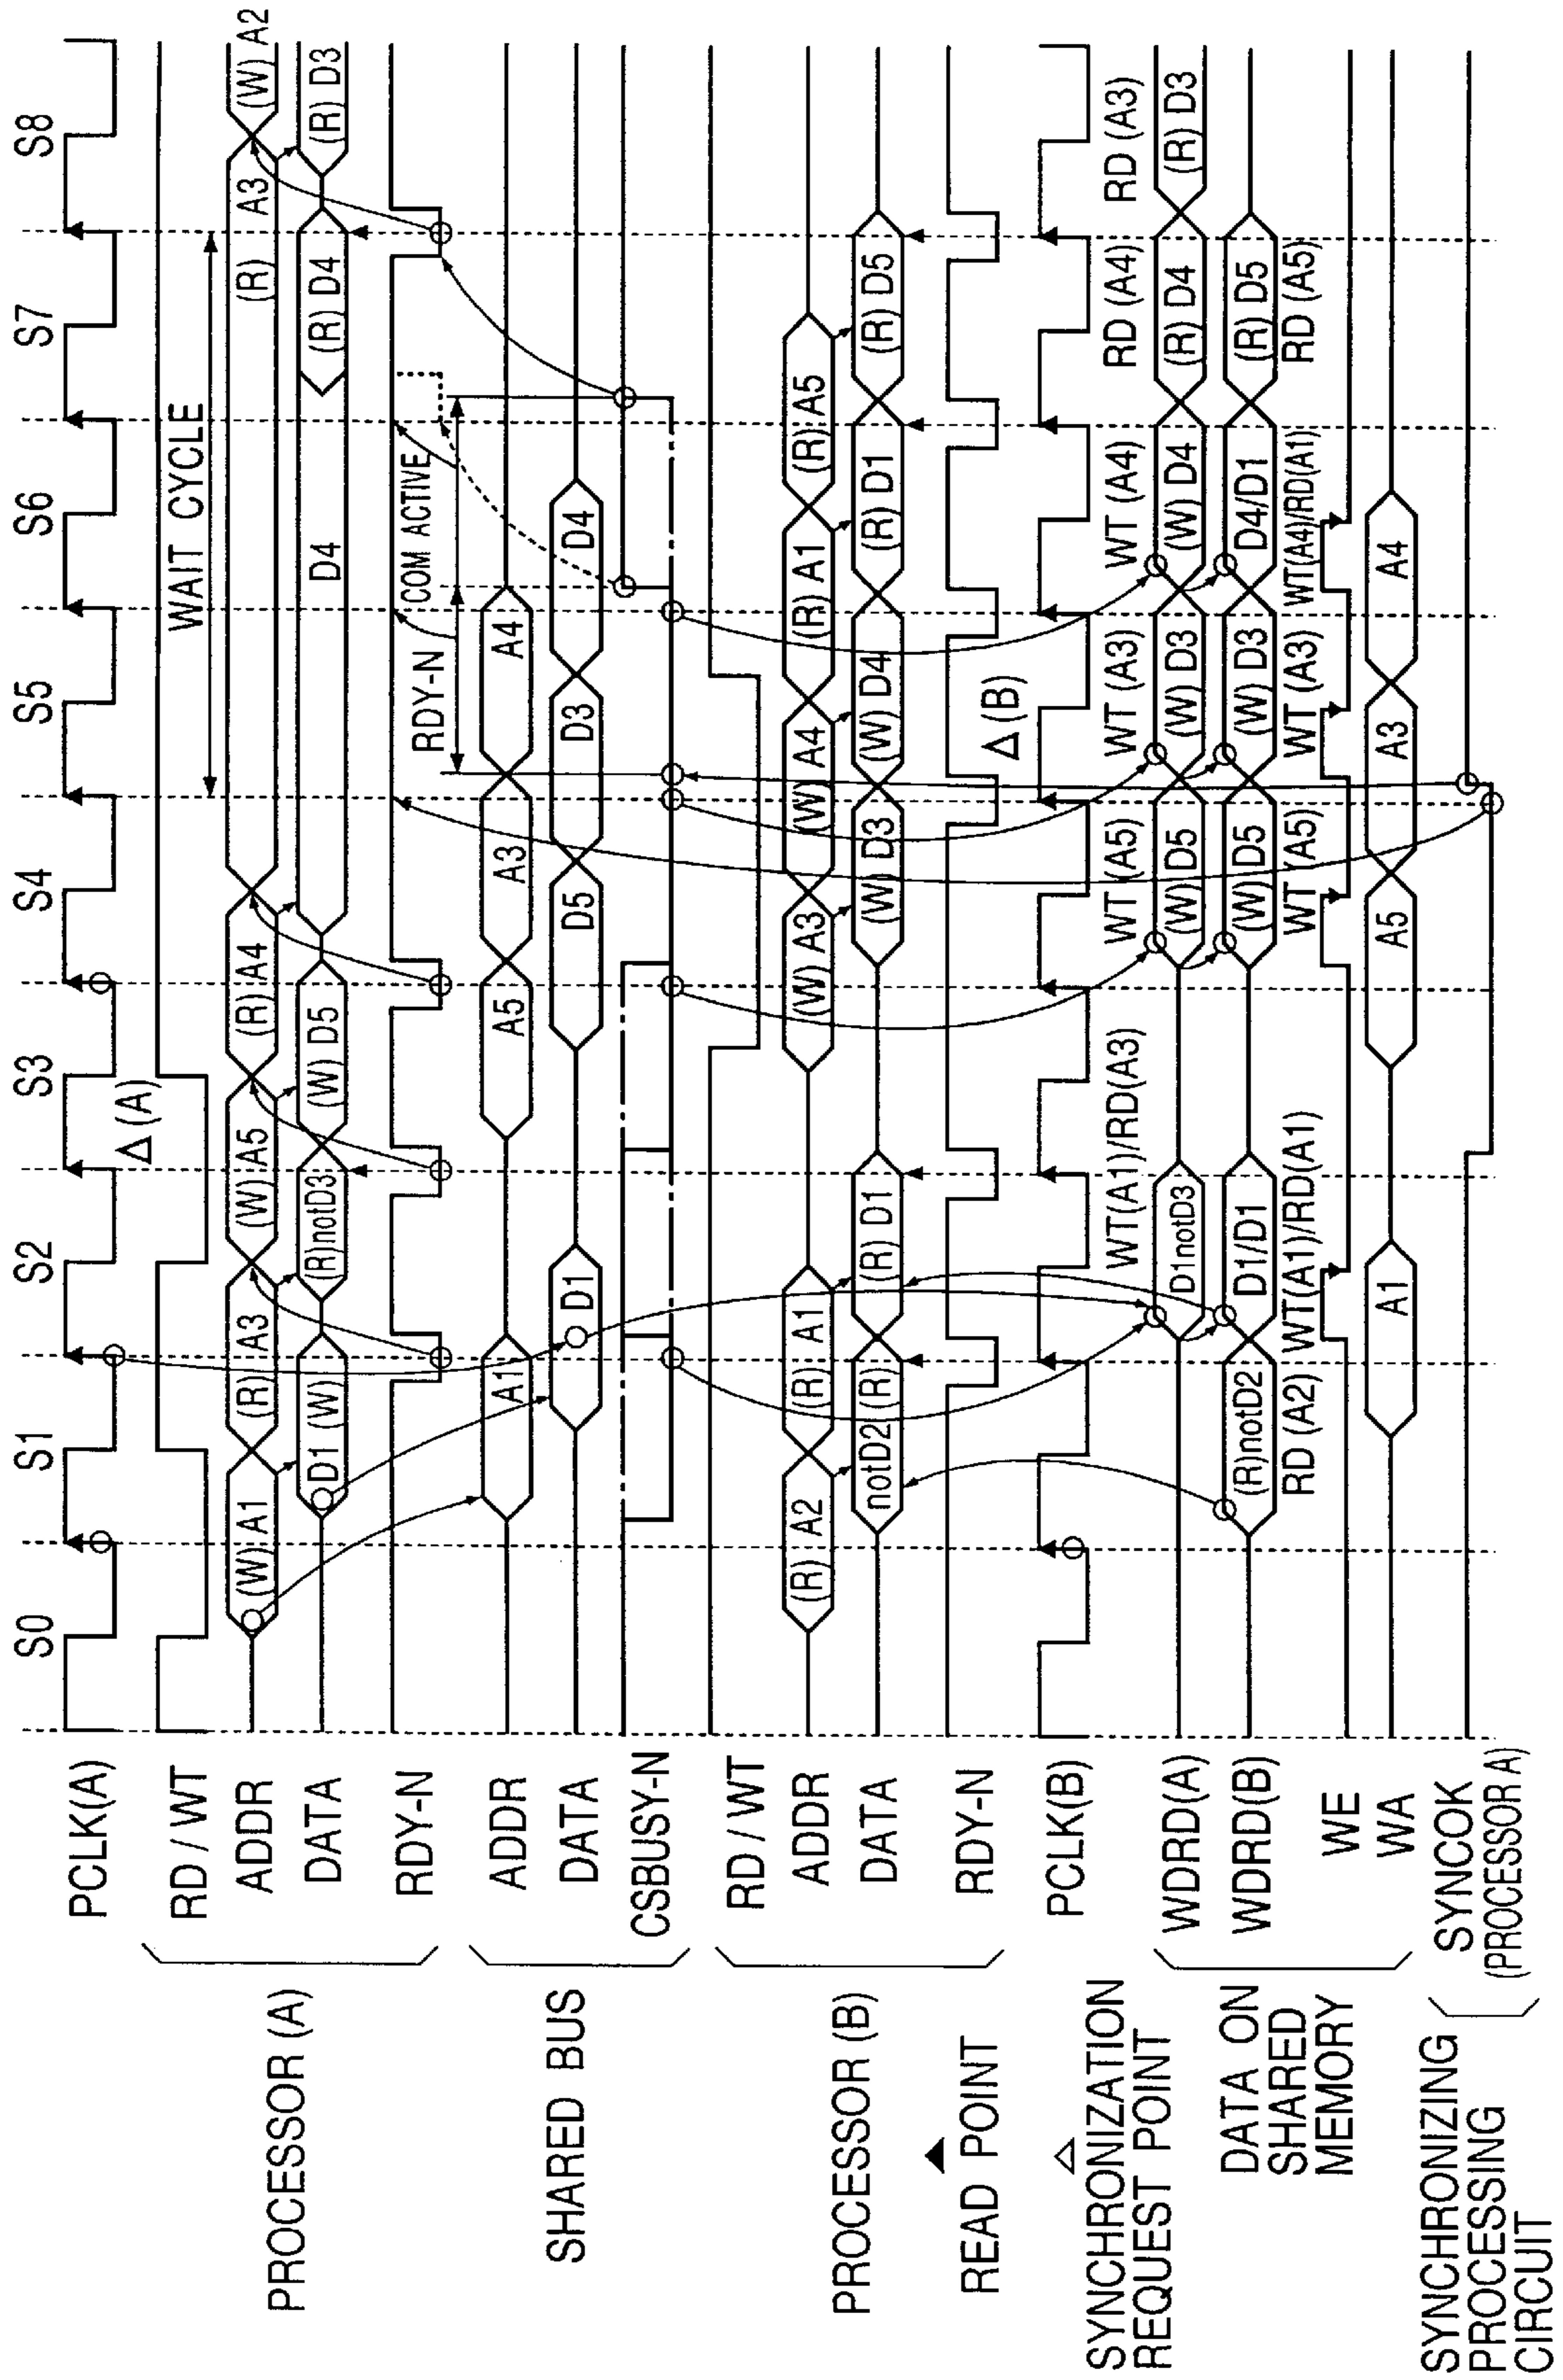 S0 S1 S2 S3 S4 S5 S6 S7 S8
PCLK(A)
Δ(A)
WAIT CYCLE
PROCESSOR (A)
RD / WT
ADDR
(W) A1 (R) A3 (W) A5 (R) A4 (R) A3 (W) A2
DATA
D1 (W) (R)notD3 (W) D5 D4 (R) D4 (R) D3
RDY-N
RDY-N COM ACTIVE
SHARED BUS
ADDR
A1 A5 A3 A4
DATA
D1 D5 D3 D4
CSBUSY-N
PROCESSOR (B)
RD / WT
ADDR
(R) A2 (R) A1 (W) A3 (W) A4 (R) A1 (R) A5
DATA
notD2 (R) (R) D1 (W) D3 (W) D4 (R) D1 (R) D5
RDY-N
Δ(B)
▲
READ POINT
PCLK(B)
△
SYNCHRONIZATION
REQUEST POINT
WT(A1)/RD(A3) WT (A5) WT (A3) WT (A4) RD (A4) RD (A3)
DATA ON
SHARED
MEMORY
WDRD(A)
D1notD3 (W) D5 (W) D3 (W) D4 (R) D4 (R) D3
WDRD(B)
(R)notD2 D1/D1 (W) D5 (W) D3 D4/D1 (R) D5
RD (A2) WT(A1)/RD(A1) WT (A5) WT (A3) WT(A4)/RD(A1) RD (A5)
WE
WA
A1 A5 A3 A4
SYNCHRONIZING
PROCESSING
CIRCUIT
SYNCOK
(PROCESSOR A)